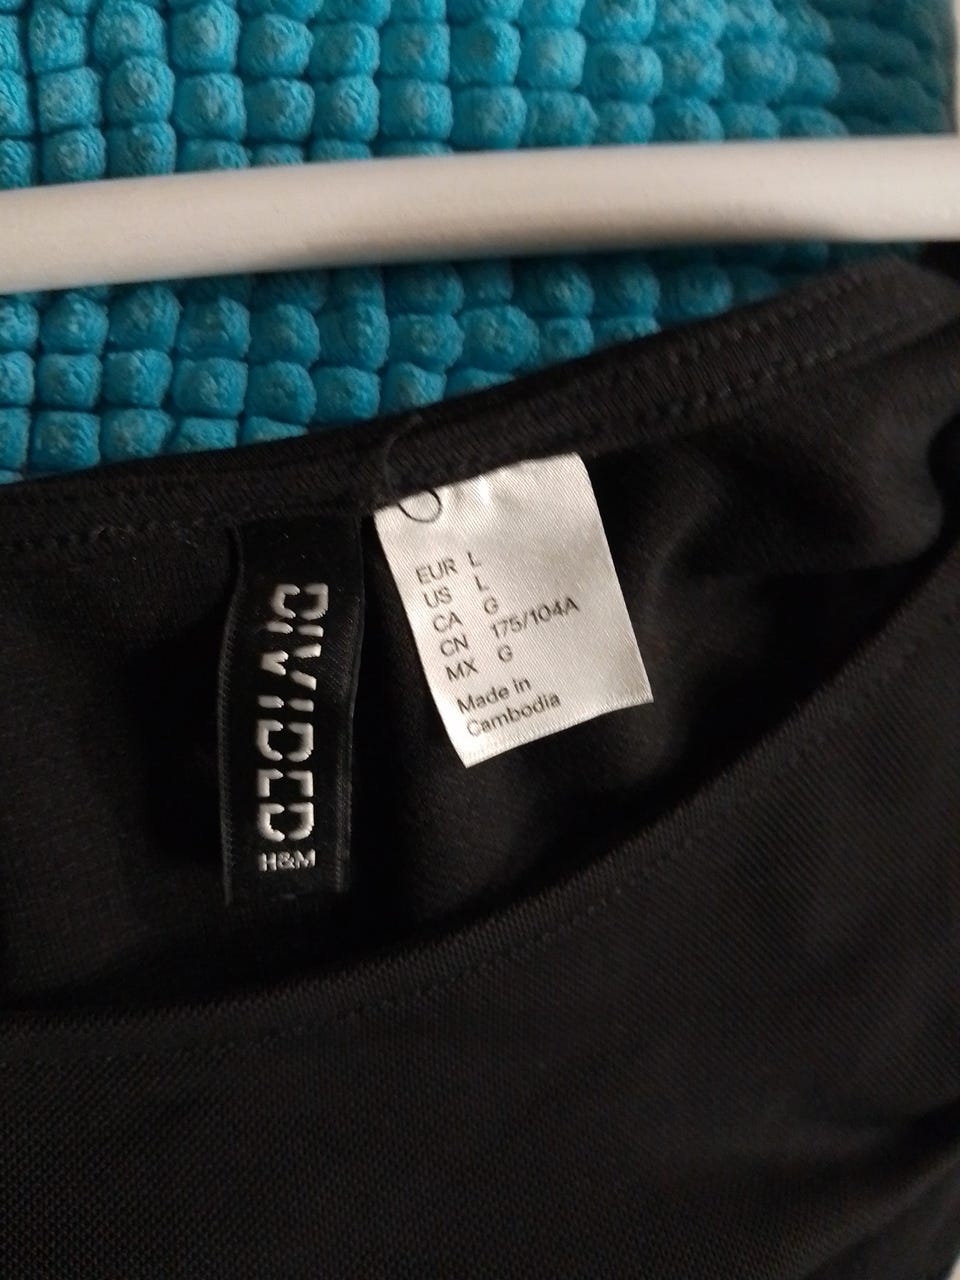 DIVIDED
H&M
EUR L
US L
CA G
CN 175/104A
MX G
Made in
Cambodia